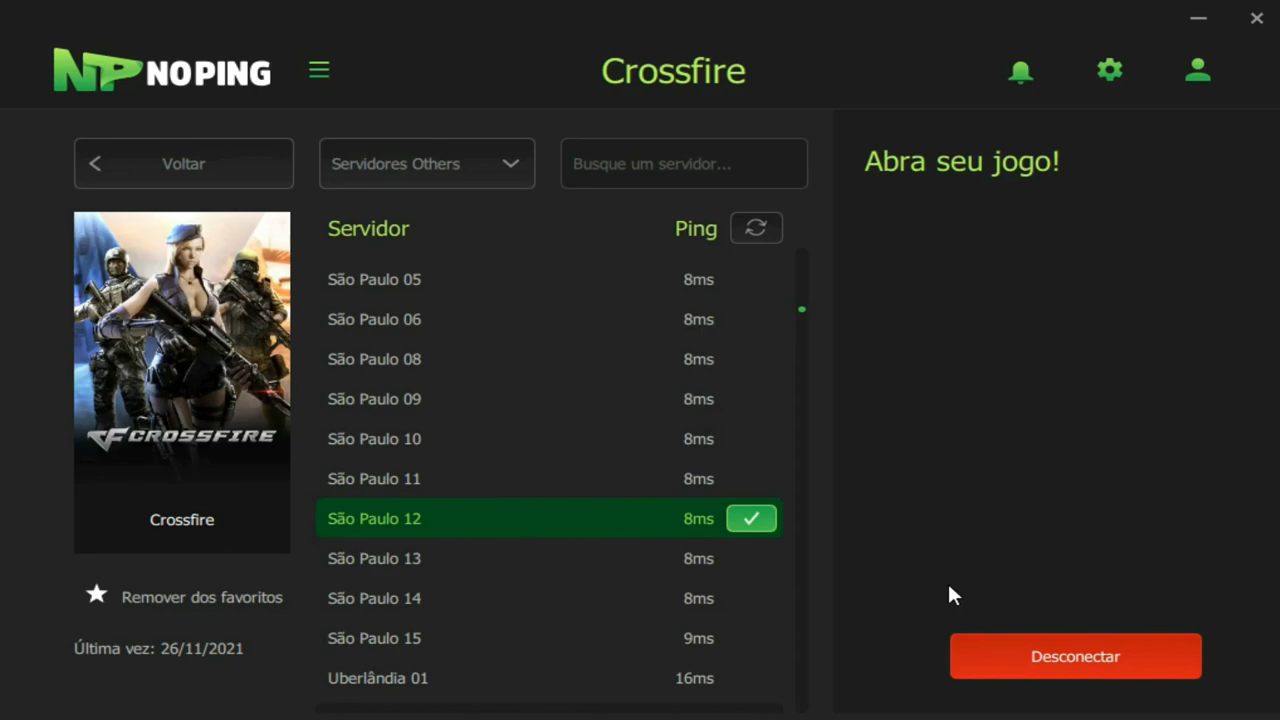 NP NOPING
Crossfire
Voltar
Servidores Others
Busque um servidor...
Abra seu jogo!
Servidor Ping
São Paulo 05 8ms
São Paulo 06 8ms
São Paulo 08 8ms
São Paulo 09 8ms
São Paulo 10 8ms
São Paulo 11 8ms
São Paulo 12 8ms
São Paulo 13 8ms
São Paulo 14 8ms
São Paulo 15 9ms
Uberlândia 01 16ms
CF CROSSFIRE
Crossfire
Remover dos favoritos
Última vez: 26/11/2021
Desconectar